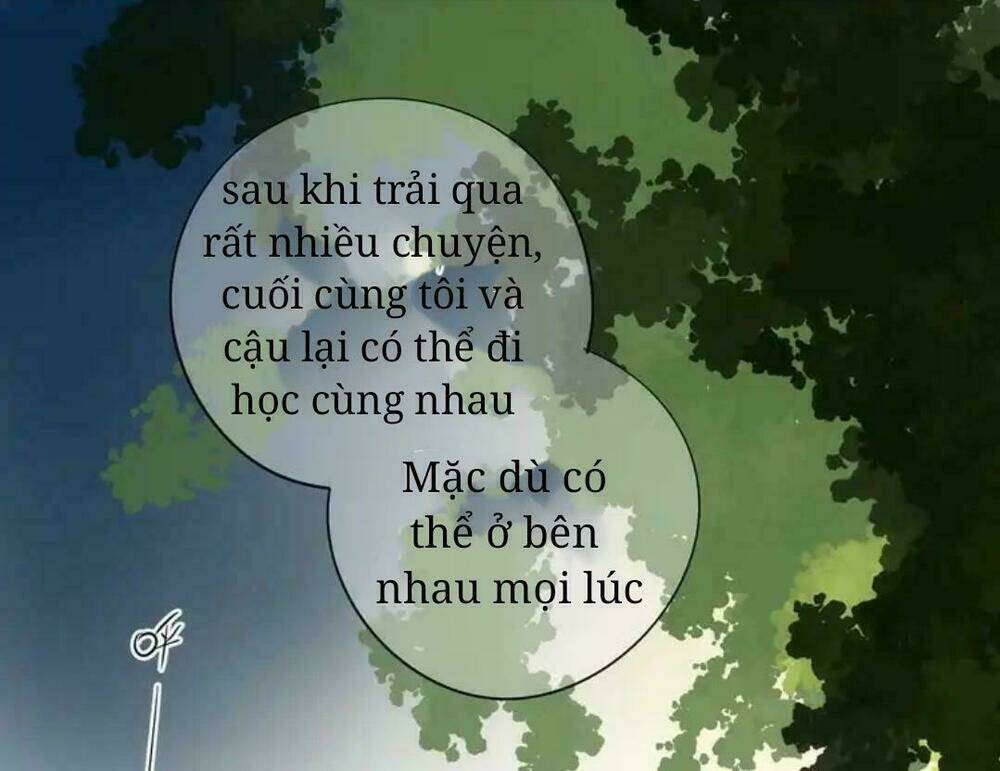 sau khi trải qua
rất nhiều chuyện,
cuối cùng tôi và
cậu lại có thể đi
học cùng nhau
Mặc dù có
thể ở bên
nhau mọi lúc